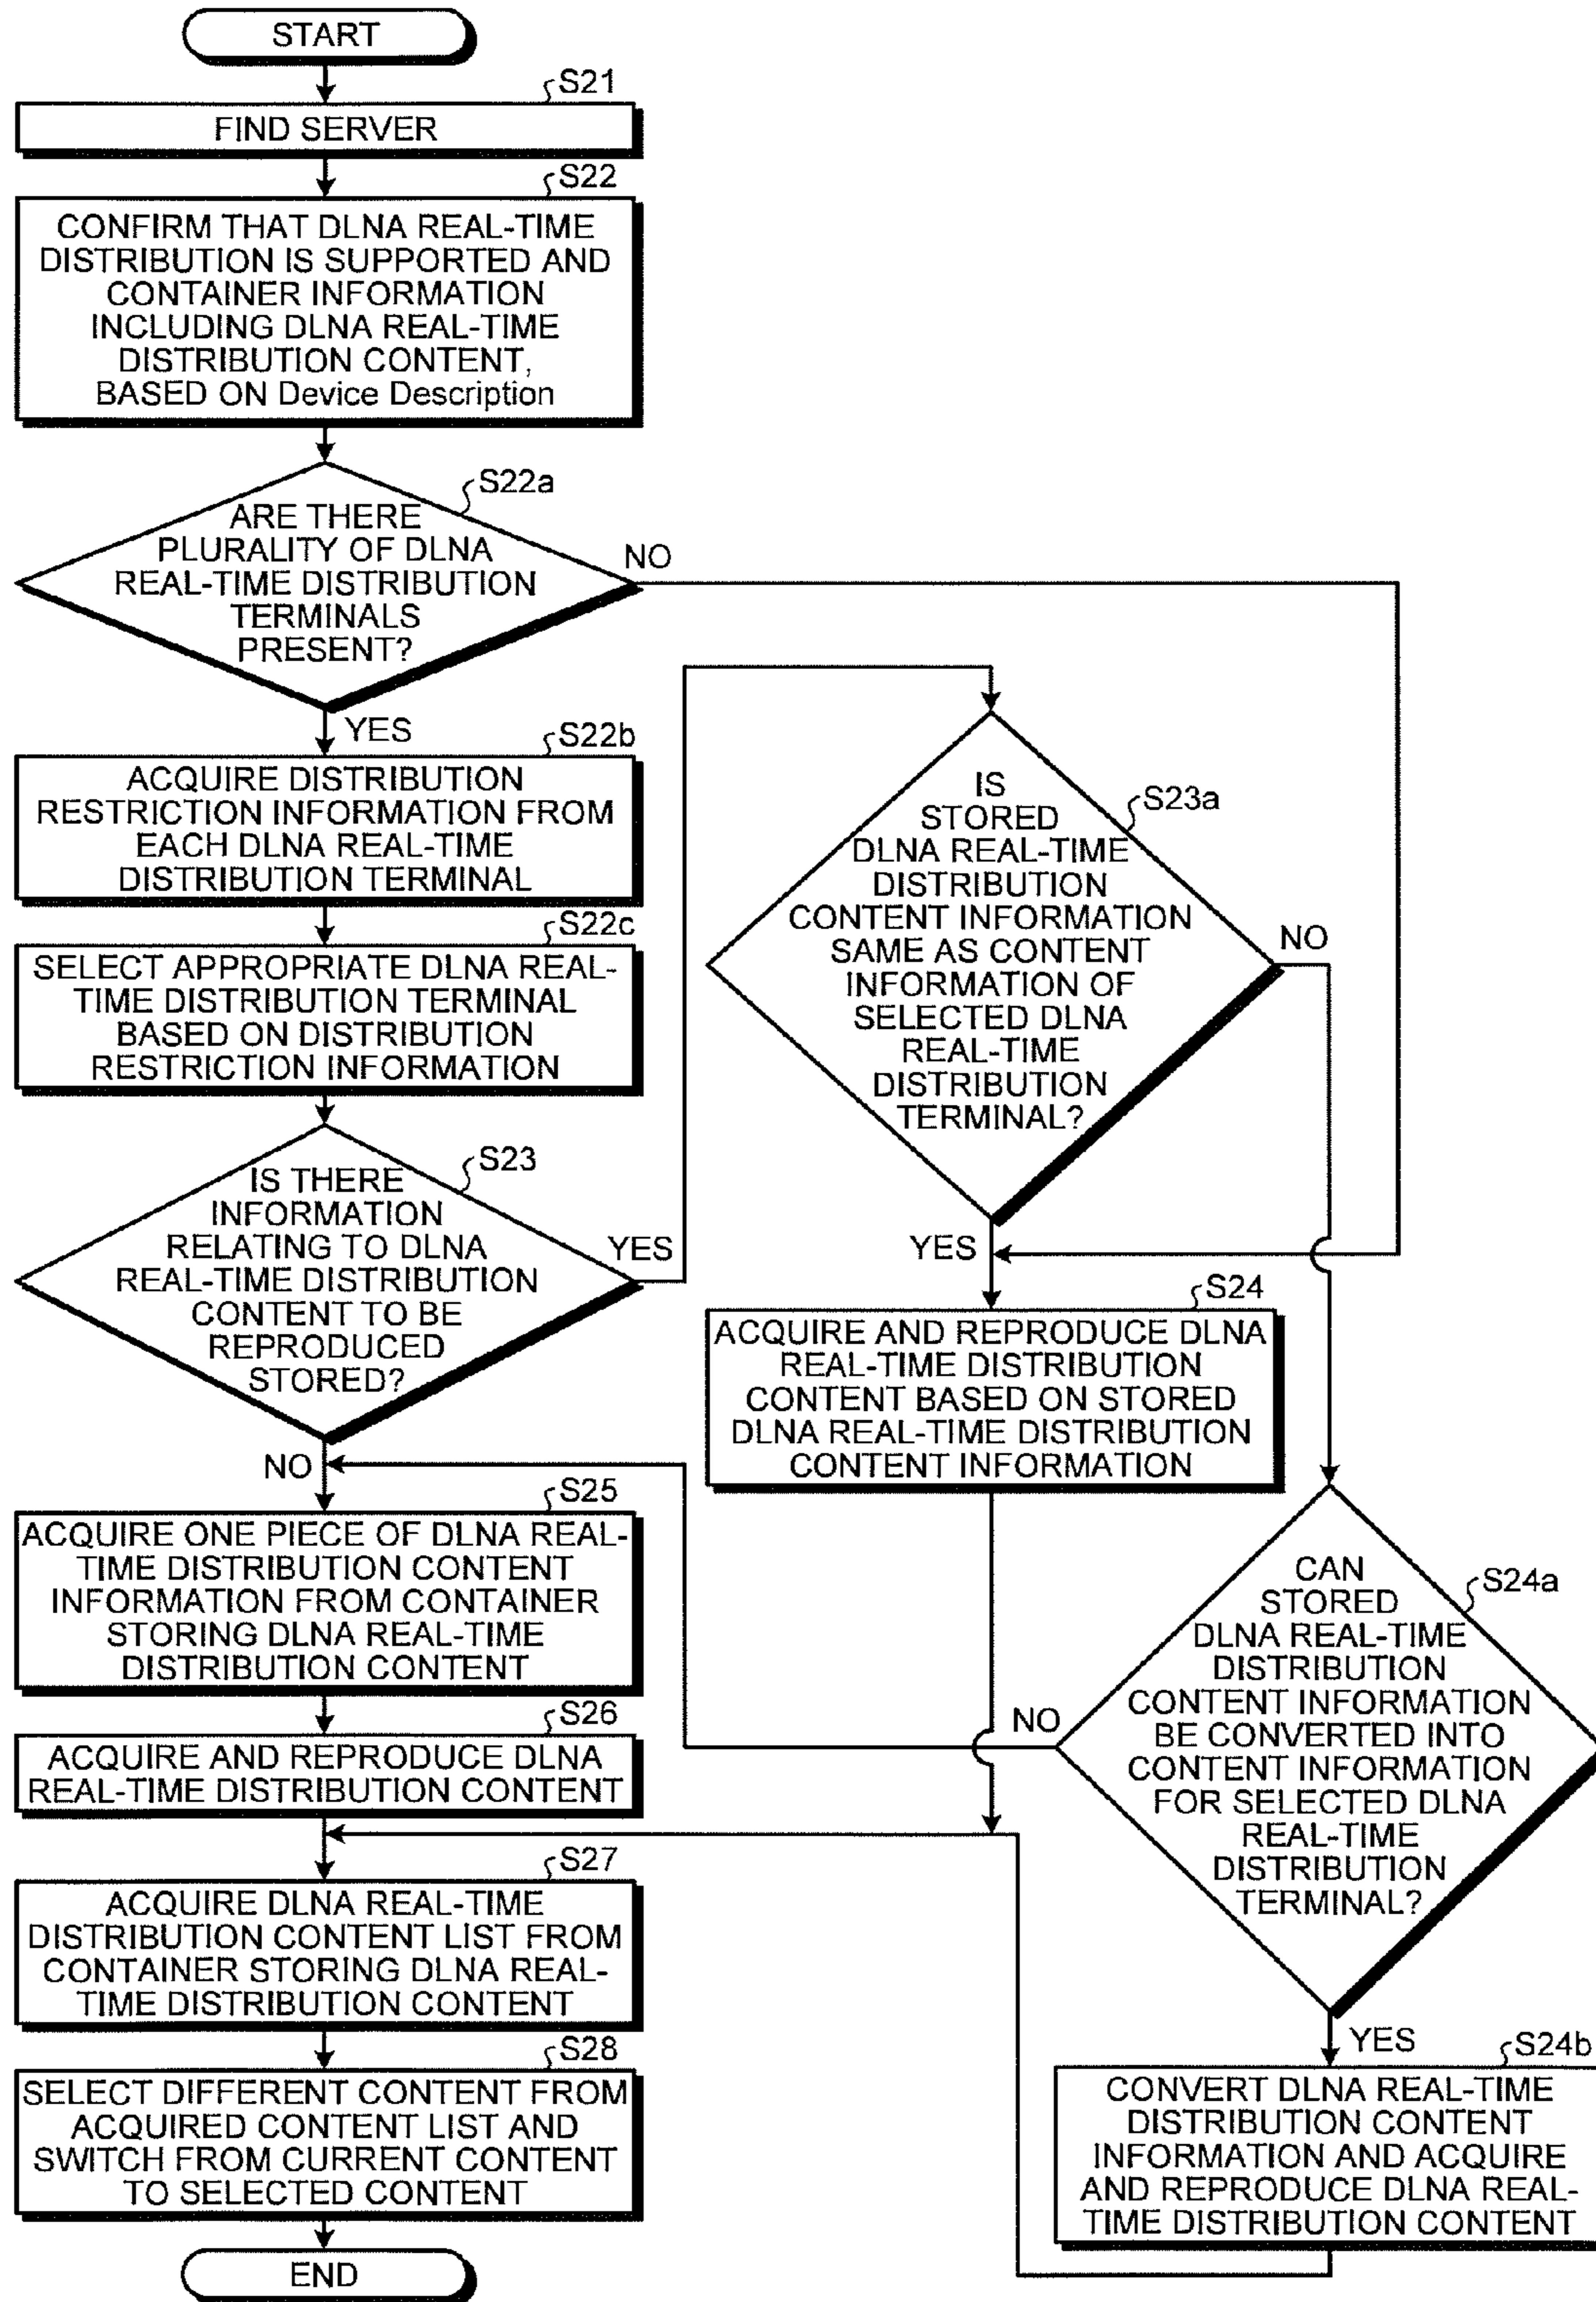 START
S21
FIND SERVER
S22
CONFIRM THAT DLNA REAL-TIME
DISTRIBUTION IS SUPPORTED AND
CONTAINER INFORMATION
INCLUDING DLNA REAL-TIME
DISTRIBUTION CONTENT,
BASED ON Device Description
S22a
ARE THERE
PLURALITY OF DLNA
REAL-TIME DISTRIBUTION
TERMINALS
PRESENT?
NO
YES
S22b
ACQUIRE DISTRIBUTION
RESTRICTION INFORMATION FROM
EACH DLNA REAL-TIME
DISTRIBUTION TERMINAL
S22c
SELECT APPROPRIATE DLNA REAL-
TIME DISTRIBUTION TERMINAL
BASED ON DISTRIBUTION
RESTRICTION INFORMATION
S23
IS THERE
INFORMATION
RELATING TO DLNA
REAL-TIME DISTRIBUTION
CONTENT TO BE
REPRODUCED
STORED?
YES
NO
S23a
IS
STORED
DLNA REAL-TIME
DISTRIBUTION
CONTENT INFORMATION
SAME AS CONTENT
INFORMATION OF
SELECTED DLNA
REAL-TIME
DISTRIBUTION
TERMINAL?
NO
YES
S24
ACQUIRE AND REPRODUCE DLNA
REAL-TIME DISTRIBUTION
CONTENT BASED ON STORED
DLNA REAL-TIME DISTRIBUTION
CONTENT INFORMATION
S24a
CAN
STORED
DLNA REAL-TIME
DISTRIBUTION
CONTENT INFORMATION
BE CONVERTED INTO
CONTENT INFORMATION
FOR SELECTED DLNA
REAL-TIME
DISTRIBUTION
TERMINAL?
NO
YES
S24b
CONVERT DLNA REAL-TIME
DISTRIBUTION CONTENT
INFORMATION AND ACQUIRE
AND REPRODUCE DLNA REAL-
TIME DISTRIBUTION CONTENT
S25
ACQUIRE ONE PIECE OF DLNA REAL-
TIME DISTRIBUTION CONTENT
INFORMATION FROM CONTAINER
STORING DLNA REAL-TIME
DISTRIBUTION CONTENT
S26
ACQUIRE AND REPRODUCE DLNA
REAL-TIME DISTRIBUTION CONTENT
S27
ACQUIRE DLNA REAL-TIME
DISTRIBUTION CONTENT LIST FROM
CONTAINER STORING DLNA REAL-
TIME DISTRIBUTION CONTENT
S28
SELECT DIFFERENT CONTENT FROM
ACQUIRED CONTENT LIST AND
SWITCH FROM CURRENT CONTENT
TO SELECTED CONTENT
END